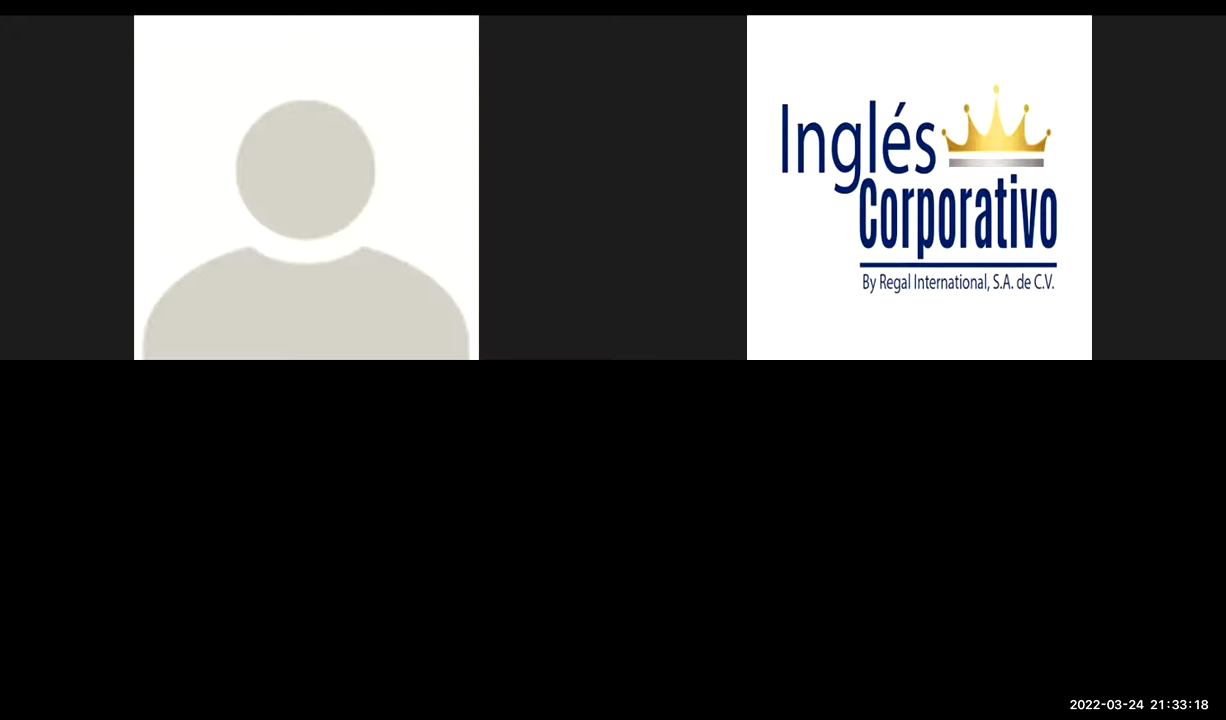 Inglés
Corporativo
By Regal International, S.A. de C.V.
2022-03-24 21:33:18